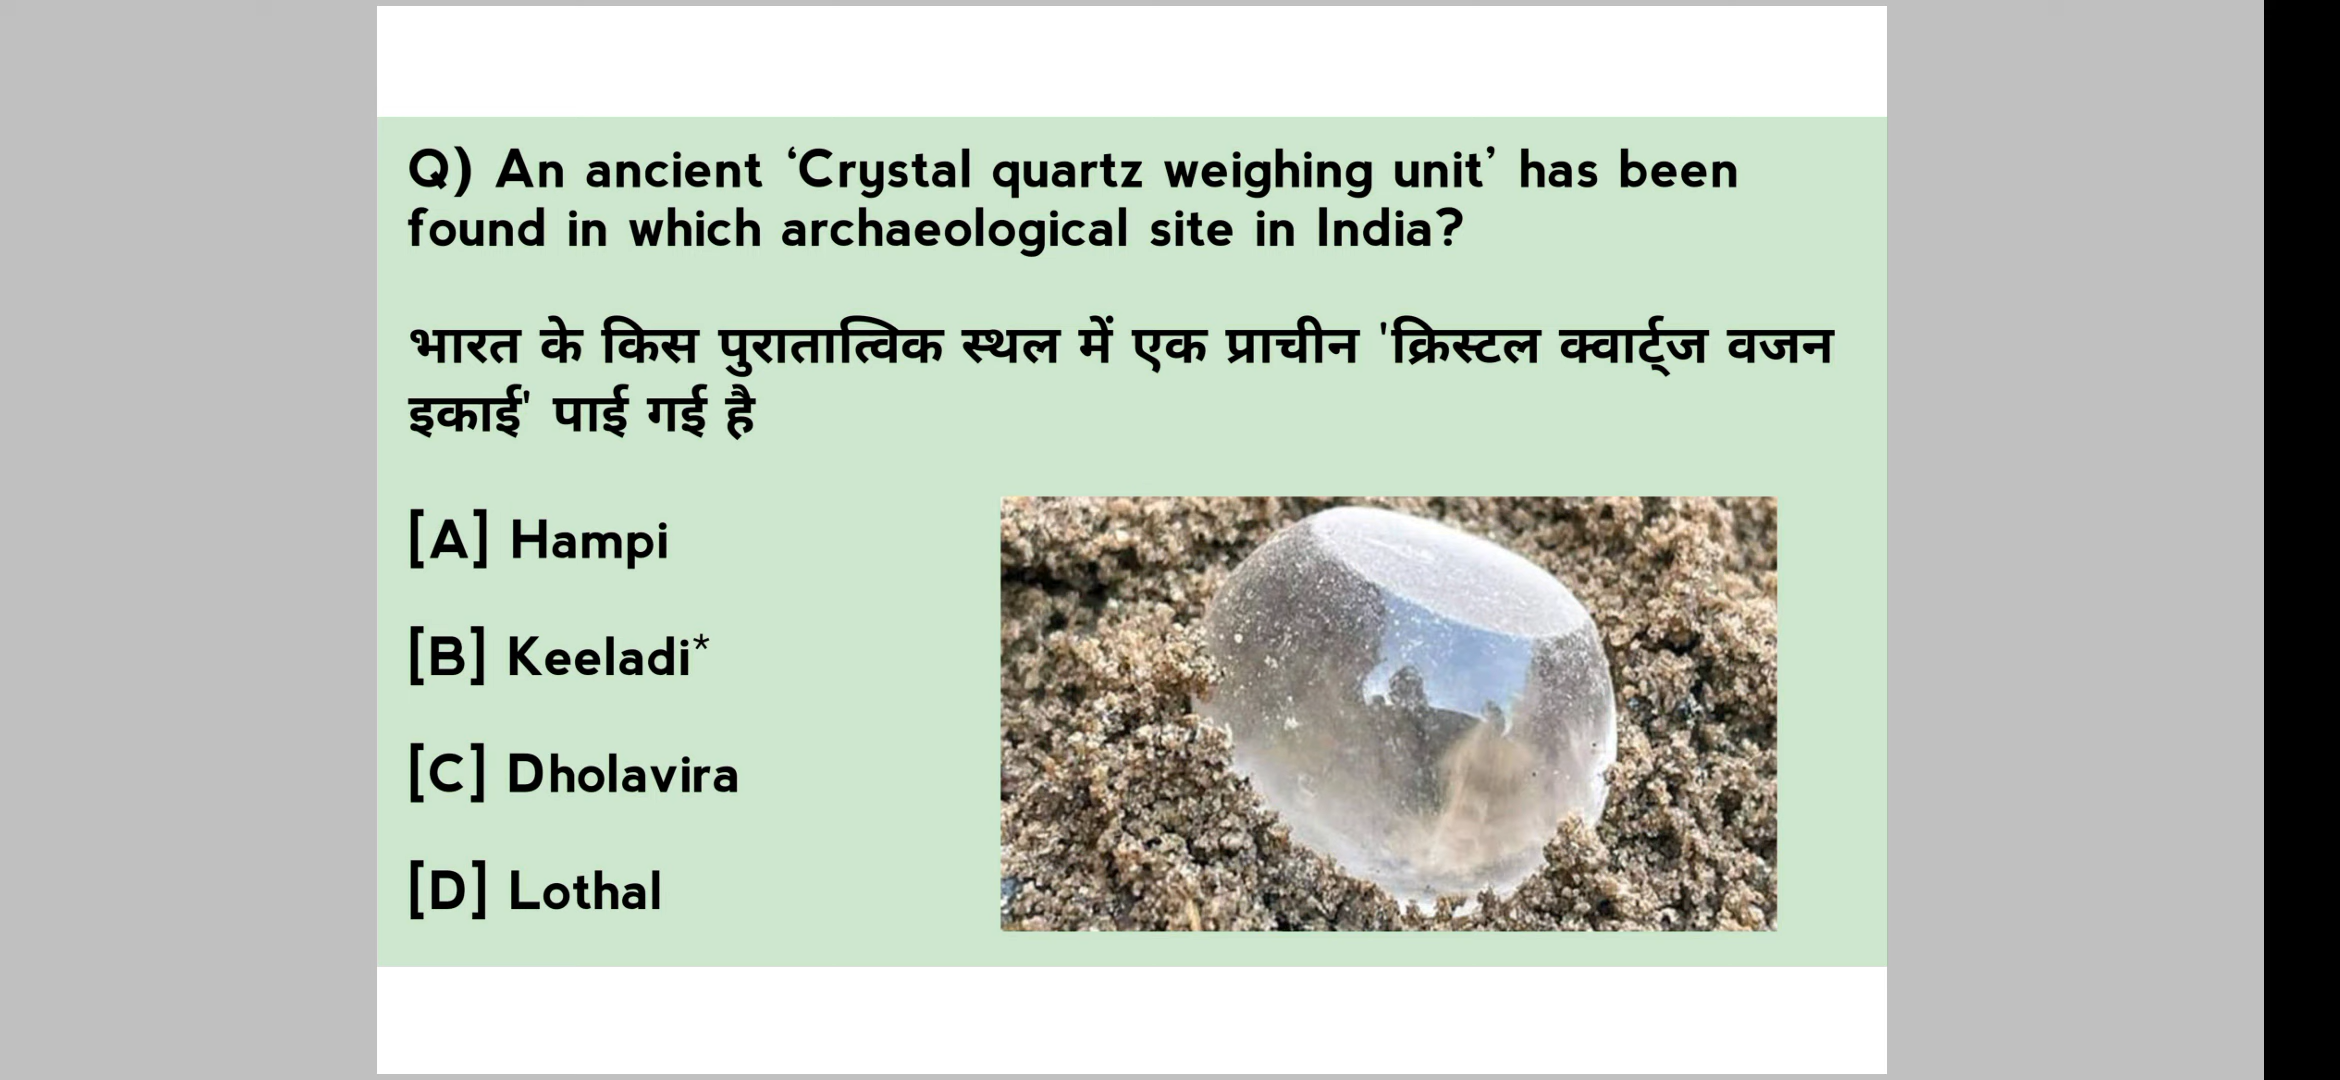 Q) An ancient ‘Crystal quartz weighing unit’ has been
found in which archaeological site in India?
भारत के किस पुरातात्विक स्थल में एक प्राचीन 'क्रिस्टल क्वार्ट्ज वजन
इकाई' पाई गई है
[A] Hampi
[B] Keeladi*
[C] Dholavira
[D] Lothal